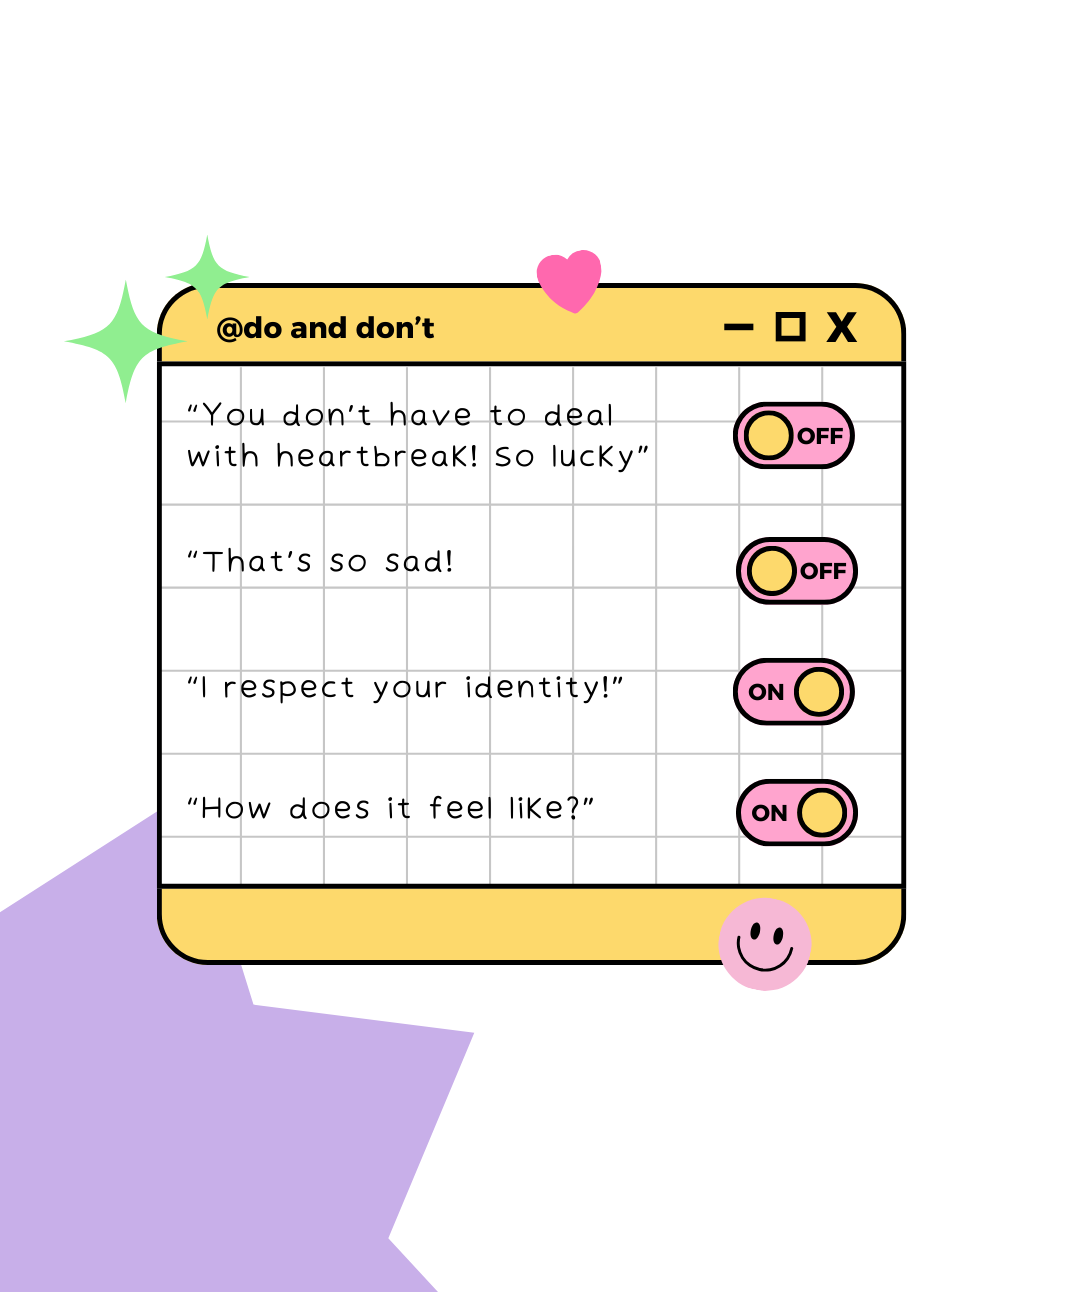 @do and don’t
X
“You don’t have to deal
with heartbreak! So lucky”
OFF
“That’s so sad!
OFF
“I respect your identity!”
ON
“How does it feel like?”
ON